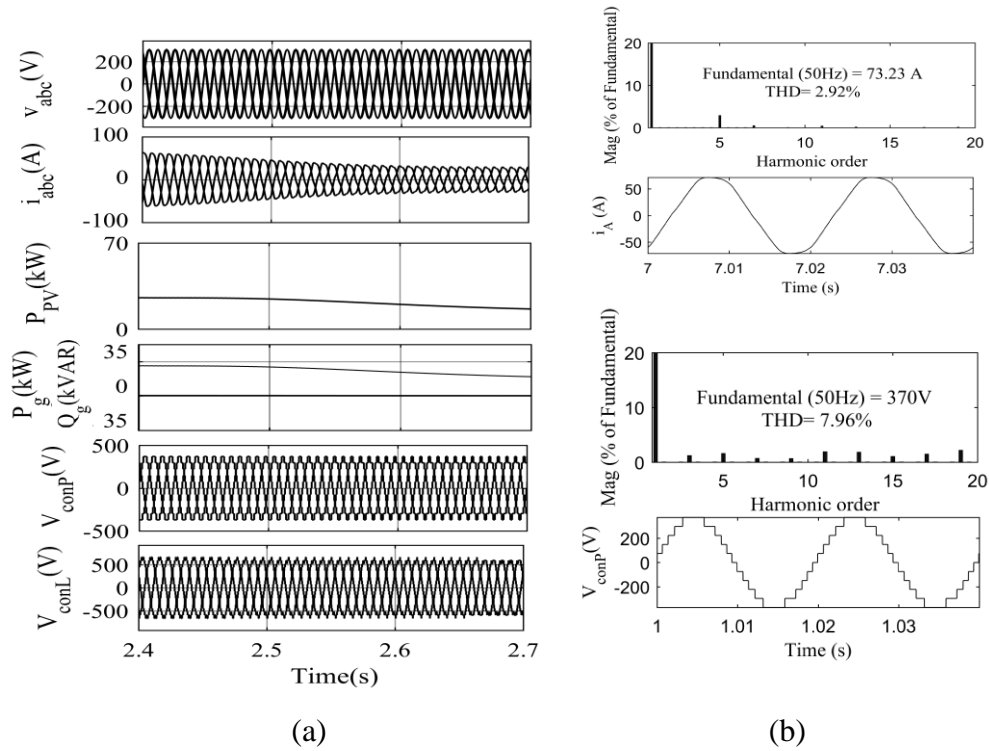 v_abc(V)
200
0
-200
i_abc(A)
100
0
-100
P_PV(kW)
70
0
P_g(kW)
Q_g(kVAR)
35
0
35
V_conP(V)
500
0
-500
V_conL(V)
500
0
-500
2.4 2.5 2.6 2.7
Time(s)
(a)
Mag (% of Fundamental)
20
10
0
Fundamental (50Hz) = 73.23 A
THD= 2.92%
5 10 15 20
Harmonic order
i_A (A)
50
0
-50
7 7.01 7.02 7.03
Time (s)
Mag (% of Fundamental)
20
10
0
Fundamental (50Hz) = 370V
THD= 7.96%
5 10 15 20
Harmonic order
V_conP(V)
200
0
-200
1 1.01 1.02 1.03
Time (s)
(b)